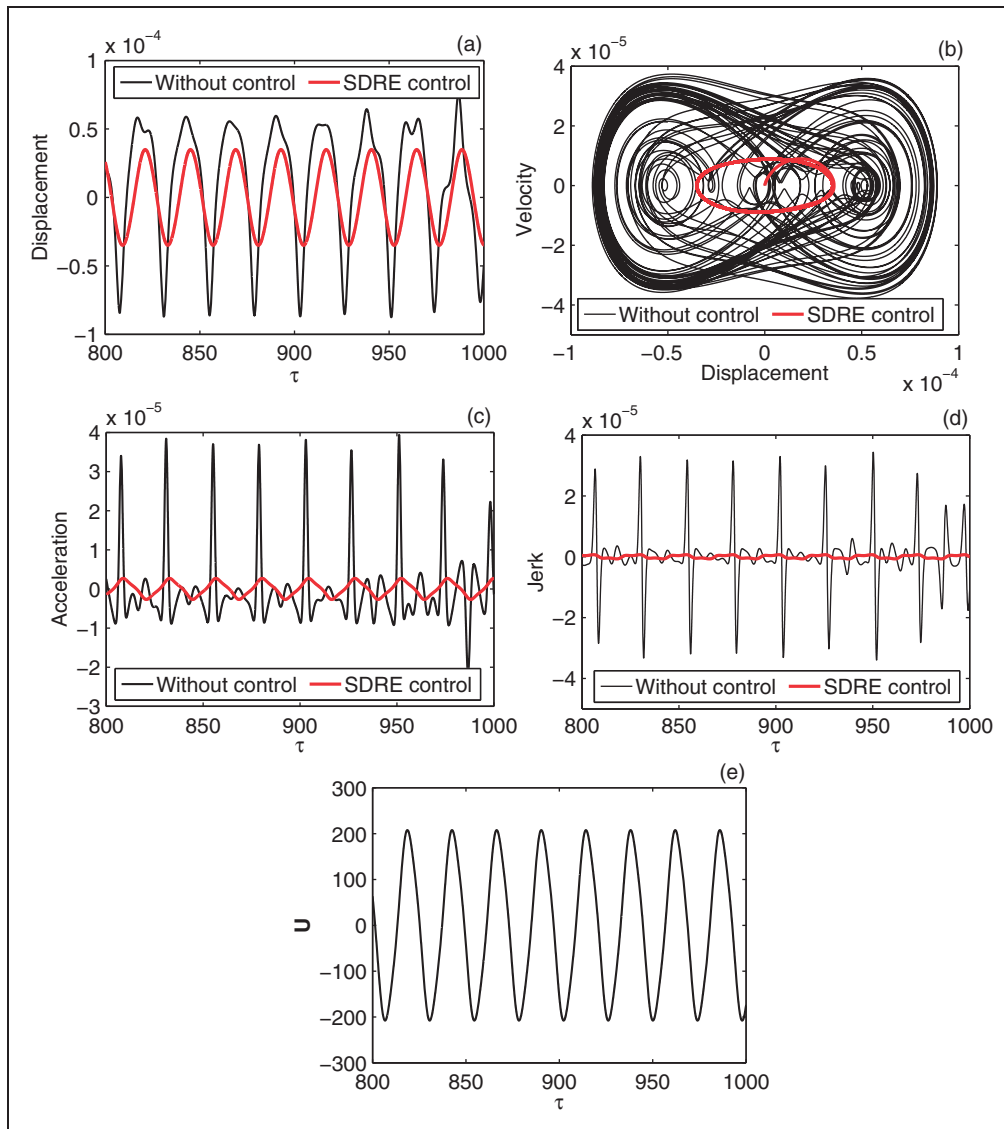 x 10⁻⁴
(a)
1
0.5
0
−0.5
−1
Displacement
Without control
SDRE control
800
850
900
950
1000
τ
x 10⁻⁵
(b)
4
2
0
−2
−4
Velocity
Without control
SDRE control
−1
−0.5
0
0.5
1
Displacement
x 10⁻⁴
x 10⁻⁵
(c)
4
3
2
1
0
−1
−2
−3
Acceleration
Without control
SDRE control
800
850
900
950
1000
τ
x 10⁻⁵
(d)
4
2
0
−2
−4
Jerk
Without control
SDRE control
800
850
900
950
1000
τ
(e)
300
200
100
0
−100
−200
−300
U
800
850
900
950
1000
τ